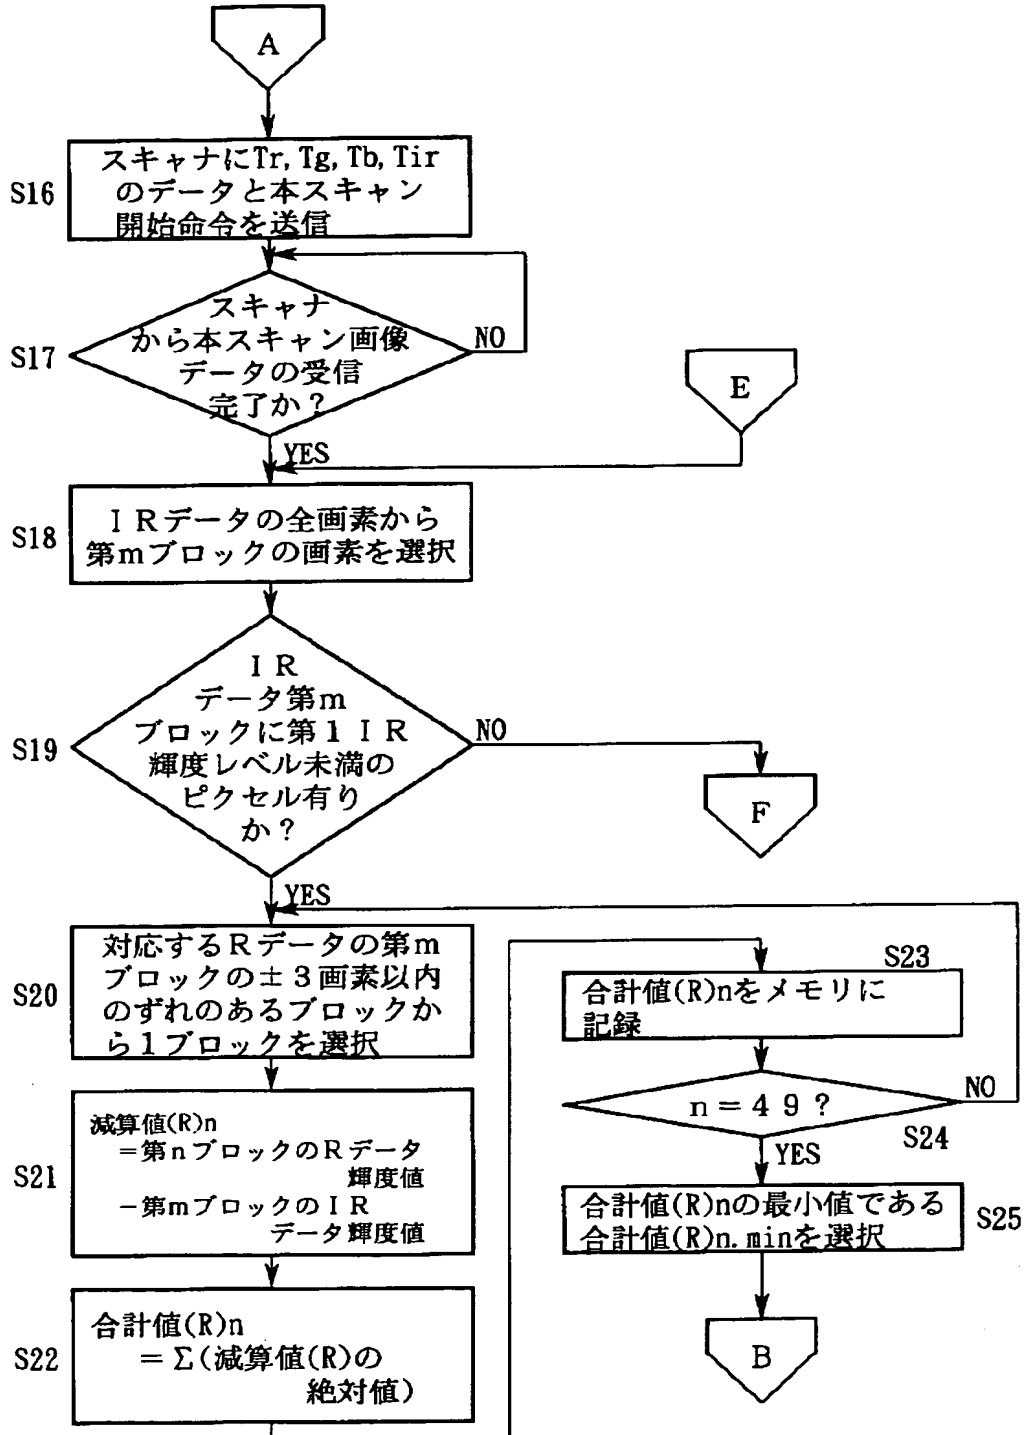 A
S16
スキャナにTr, Tg, Tb, Tir
のデータと本スキャン
開始命令を送信
S17
スキャナ
から本スキャン画像
データの受信
完了か？
NO
YES
E
S18
ＩＲデータの全画素から
第mブロックの画素を選択
S19
ＩＲ
データ第m
ブロックに第１ＩＲ
輝度レベル未満の
ピクセル有り
か？
NO
F
YES
S20
対応するRデータの第m
ブロックの±３画素以内
のずれのあるブロックか
ら１ブロックを選択
S21
減算値(R)n
＝第nブロックのRデータ
輝度値
－第mブロックのＩＲ
データ輝度値
S22
合計値(R)n
＝Σ(減算値(R)の
絶対値)
S23
合計値(R)nをメモリに
記録
n＝４９？
NO
S24
YES
合計値(R)nの最小値である
合計値(R)n.minを選択
S25
B